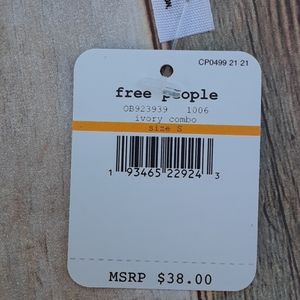 CP0499 21 21
free people
OB923939 1006
ivory combo
size S
1 93465 22924 3
MSRP $38.00